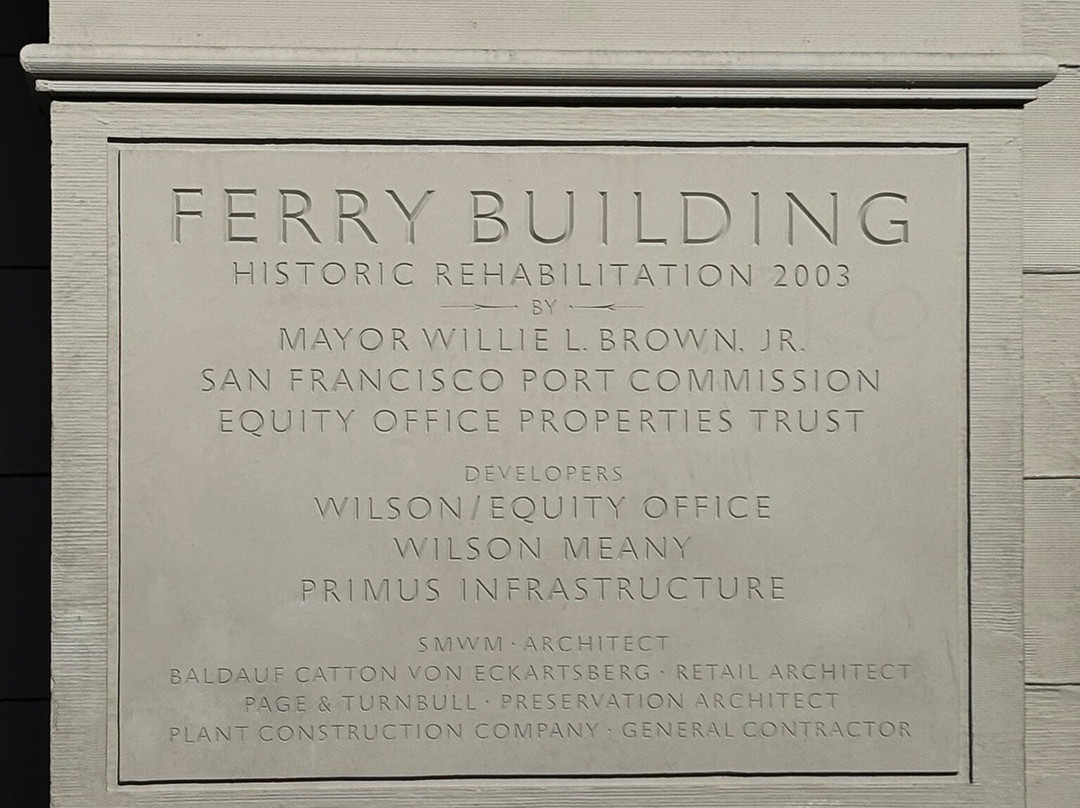 FERRY BUILDING
HISTORIC REHABILITATION 2003
BY
MAYOR WILLIE L. BROWN, JR.
SAN FRANCISCO PORT COMMISSION
EQUITY OFFICE PROPERTIES TRUST
DEVELOPERS
WILSON/EQUITY OFFICE
WILSON MEANY
PRIMUS INFRASTRUCTURE
SMWM · ARCHITECT
BALDAUF CATTON VON ECKARTSBERG · RETAIL ARCHITECT
PAGE & TURNBULL · PRESERVATION ARCHITECT
PLANT CONSTRUCTION COMPANY · GENERAL CONTRACTOR